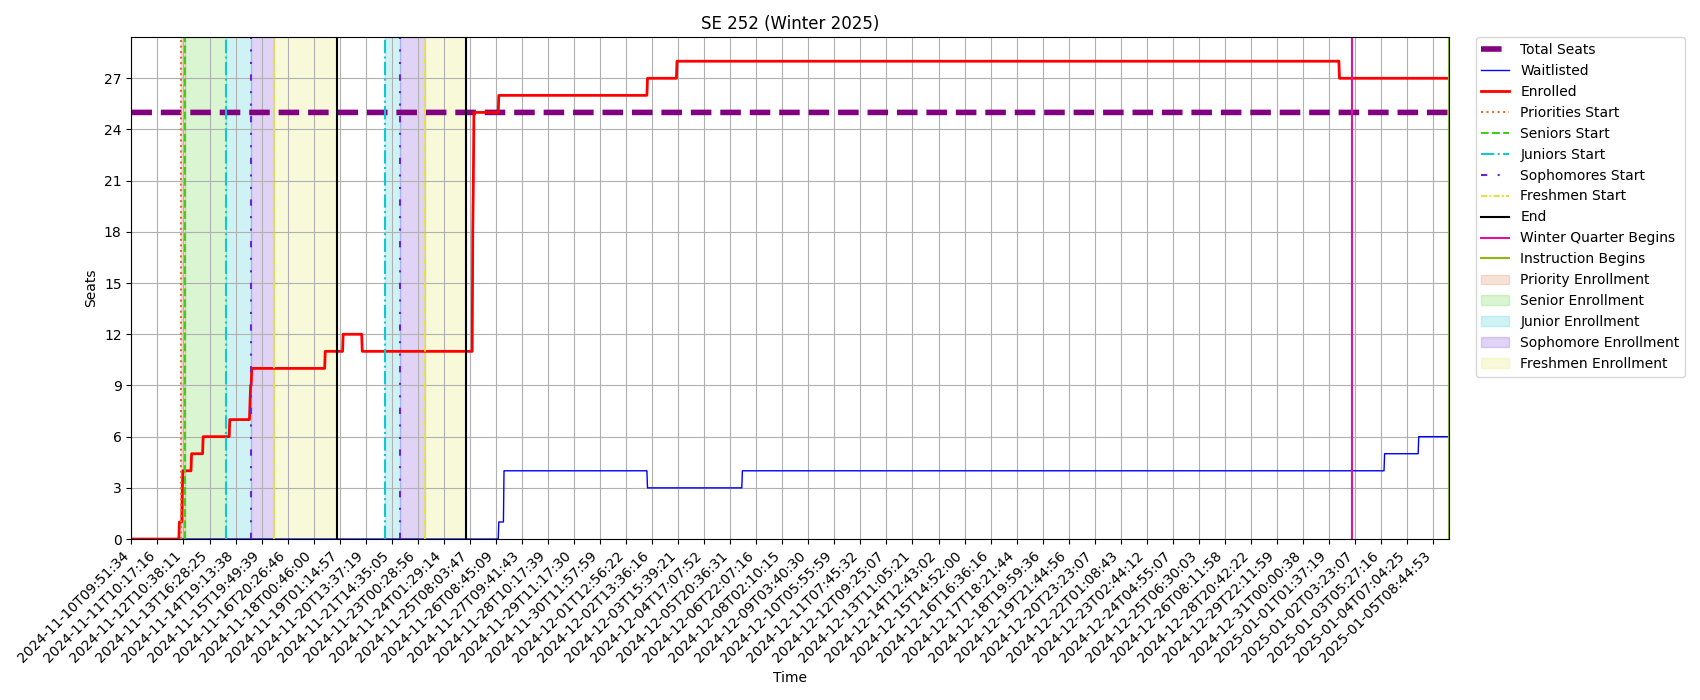 SE 252 (Winter 2025)
Seats
27
24
21
18
15
12
9
6
3
0
2024-11-10T09:51:34
2024-11-11T10:17:16
2024-11-12T10:38:11
2024-11-13T16:28:25
2024-11-14T19:13:38
2024-11-15T19:49:39
2024-11-16T20:26:46
2024-11-18T00:46:00
2024-11-19T01:14:57
2024-11-20T13:37:19
2024-11-21T14:35:05
2024-11-23T00:28:56
2024-11-24T01:29:14
2024-11-25T08:03:47
2024-11-26T08:45:09
2024-11-27T09:41:43
2024-11-28T10:17:39
2024-11-29T11:17:30
2024-11-30T11:57:59
2024-12-01T12:56:22
2024-12-02T13:36:16
2024-12-03T15:39:21
2024-12-04T17:07:52
2024-12-05T20:36:31
2024-12-06T22:07:16
2024-12-08T02:10:15
2024-12-09T03:40:30
2024-12-10T05:55:59
2024-12-11T07:45:32
2024-12-12T09:25:07
2024-12-13T11:05:21
2024-12-14T12:43:02
2024-12-15T14:52:00
2024-12-16T16:36:16
2024-12-17T18:21:44
2024-12-18T19:59:36
2024-12-19T21:44:56
2024-12-20T23:23:07
2024-12-22T01:08:43
2024-12-23T02:44:12
2024-12-24T04:55:07
2024-12-25T06:30:03
2024-12-26T08:11:58
2024-12-28T20:42:22
2024-12-29T22:11:59
2024-12-31T00:00:38
2025-01-01T01:37:19
2025-01-02T03:23:07
2025-01-03T05:27:16
2025-01-04T07:04:25
2025-01-05T08:44:53
Time
Total Seats
Waitlisted
Enrolled
Priorities Start
Seniors Start
Juniors Start
Sophomores Start
Freshmen Start
End
Winter Quarter Begins
Instruction Begins
Priority Enrollment
Senior Enrollment
Junior Enrollment
Sophomore Enrollment
Freshmen Enrollment